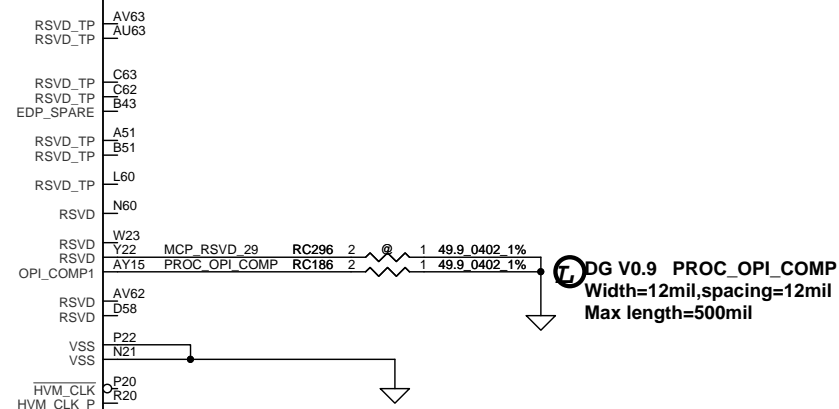 RSVD_TP AV63
RSVD_TP AU63
RSVD_TP C63
RSVD_TP C62
EDP_SPARE B43
RSVD_TP A51
RSVD_TP B51
RSVD_TP L60
RSVD N60
RSVD W23
RSVD Y22 MCP_RSVD_29 RC296 2 @ 1 49.9_0402_1%
OPI_COMP1 AY15 PROC_OPI_COMP RC186 2 1 49.9_0402_1%
DG V0.9 PROC_OPI_COMP
Width=12mil,spacing=12mil
Max length=500mil
RSVD AV62
RSVD D58
VSS P22
VSS N21
HVM_CLK P20
HVM_CLK_P R20